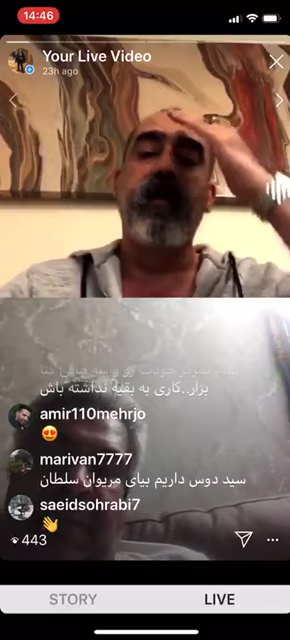 14:46
Your Live Video
23h ago
بزار..کاری به بقیه نداشته باش
amir110mehrjo
😍
marivan7777
سید دوس داریم بیای مریوان سلطان
saeidsohrabi7
👋
443
STORY
LIVE